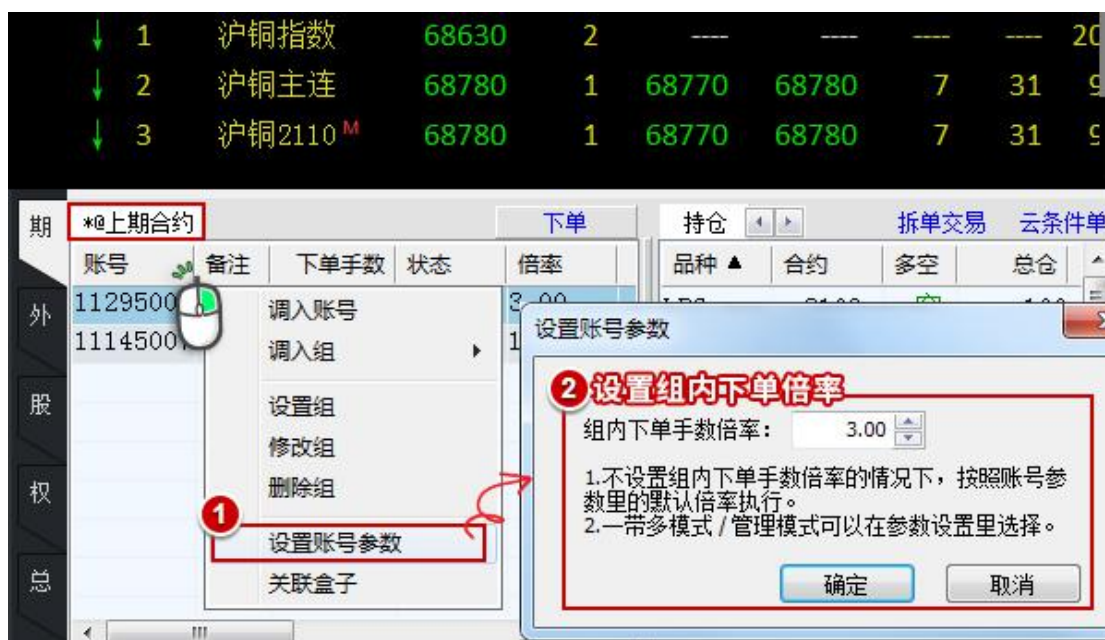 ↓ 1 沪铜指数 68630 2 ---- ---- ---- ---- 20
↓ 2 沪铜主连 68780 1 68770 68780 7 31 9
↓ 3 沪铜2110 M 68780 1 68770 68780 7 31 9
期 *@上期合约 下单 持仓 拆单交易 云条件单
账号 备注 下单手数 状态 倍率 品种▲ 合约 多空 总仓
1129500 3.00 空
外
1114500 1
调入账号
调入组
设置组
修改组
删除组
1
设置账号参数
关联盒子
设置账号参数
2 设置组内下单倍率
组内下单手数倍率: 3.00
1.不设置组内下单手数倍率的情况下，按照账号参
数里的默认倍率执行。
2.一带多模式/管理模式可以在参数设置里选择。
确定 取消
股
权
总